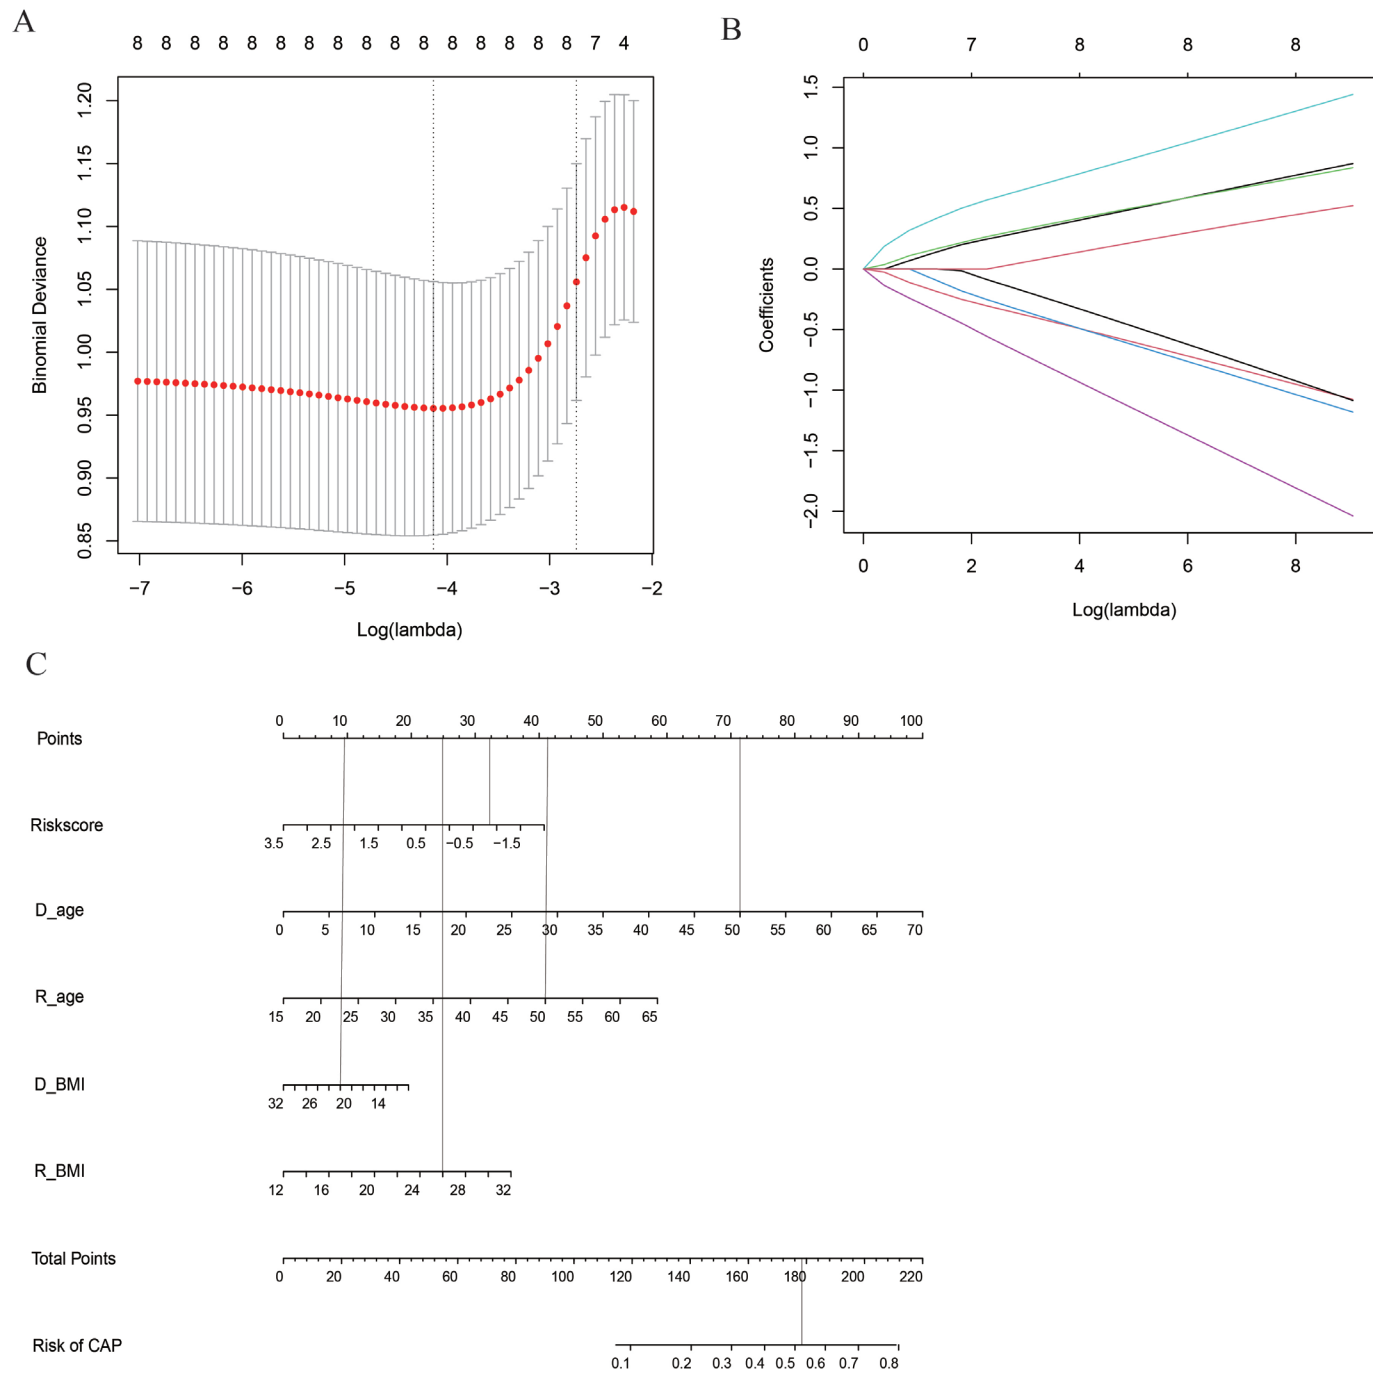 A
8 8 8 8 8 8 8 8 8 8 8 8 8 8 8 8 7 4
Binomial Deviance
1.20
1.15
1.10
1.05
1.00
0.95
0.90
0.85
−7 −6 −5 −4 −3 −2
Log(lambda)
B
0 7 8 8 8
Coefficients
1.5
1.0
0.5
0.0
−0.5
−1.0
−1.5
−2.0
0 2 4 6 8
Log(lambda)
C
0 10 20 30 40 50 60 70 80 90 100
Points
Riskscore
3.5 2.5 1.5 0.5 −0.5 −1.5
D_age
0 5 10 15 20 25 30 35 40 45 50 55 60 65 70
R_age
15 20 25 30 35 40 45 50 55 60 65
D_BMI
32 26 20 14
R_BMI
12 16 20 24 28 32
Total Points
0 20 40 60 80 100 120 140 160 180 200 220
Risk of CAP
0.1 0.2 0.3 0.4 0.5 0.6 0.7 0.8